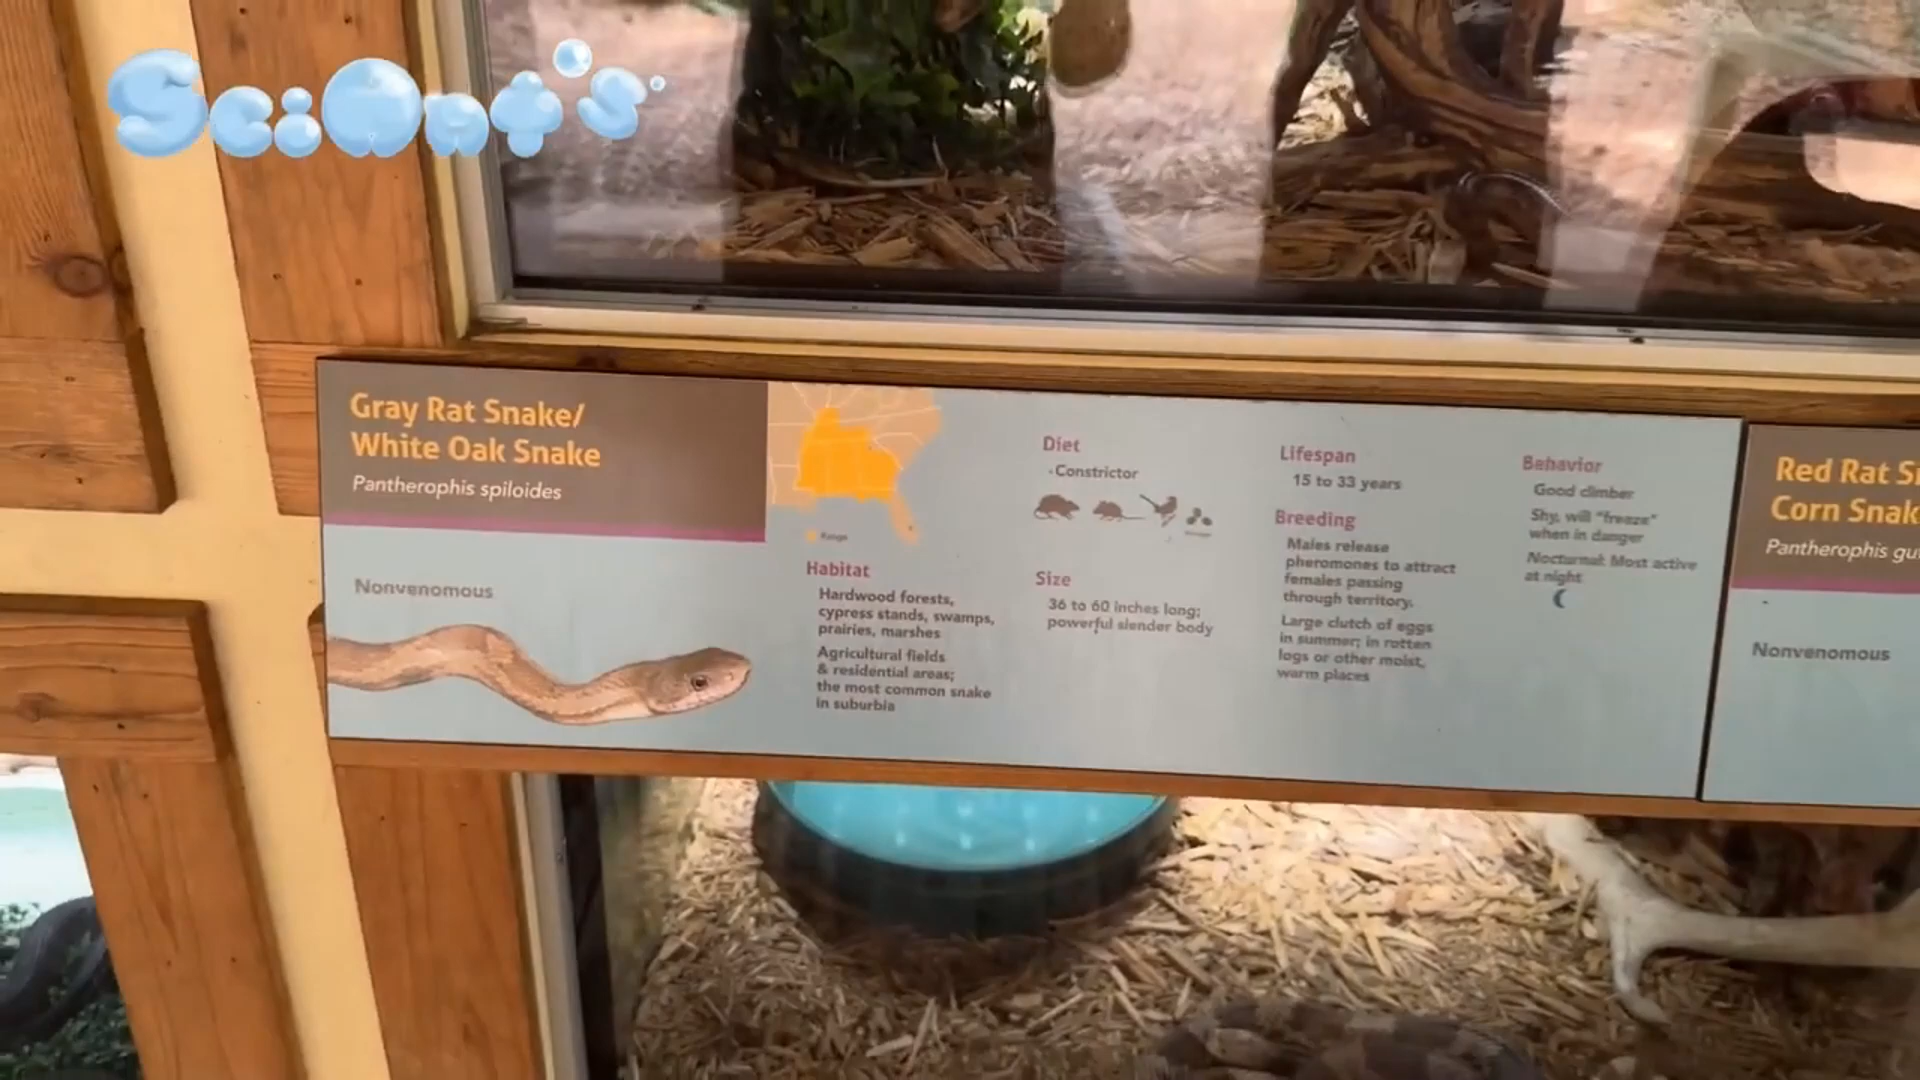 SciAnt's
Gray Rat Snake/
White Oak Snake
Pantherophis spiloides
Nonvenomous
Range
Habitat
Hardwood forests,
cypress stands, swamps,
prairies, marshes
Agricultural fields
& residential areas;
the most common snake
in suburbia
Diet
·Constrictor
Size
36 to 60 inches long;
powerful slender body
Lifespan
15 to 33 years
Breeding
Males release
pheromones to attract
females passing
through territory.
Large clutch of eggs
in summer; in rotten
logs or other moist,
warm places
Behavior
Good climber
Shy, will "freeze"
when in danger
Nocturnal: Most active
at night
Red Rat
Corn
Pantherophis
Nonvenomous